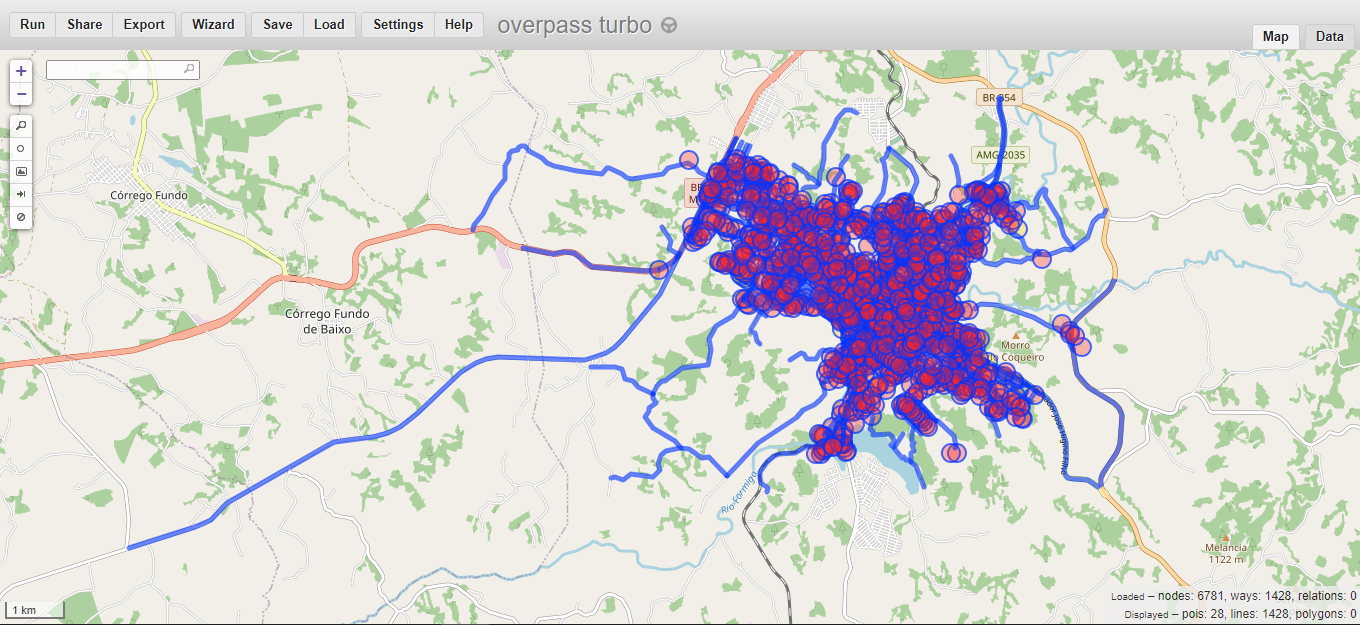 Run Share Export Wizard Save Load Settings Help overpass turbo
Map Data
+
−
BR-354
AMG-2035
Córrego Fundo
Córrego Fundo
de Baixo
Morro
do Coqueiro
Rio Formiga
Melancia
1122 m
1 km
Loaded – nodes: 6781, ways: 1428, relations: 0
Displayed – pois: 28, lines: 1428, polygons: 0